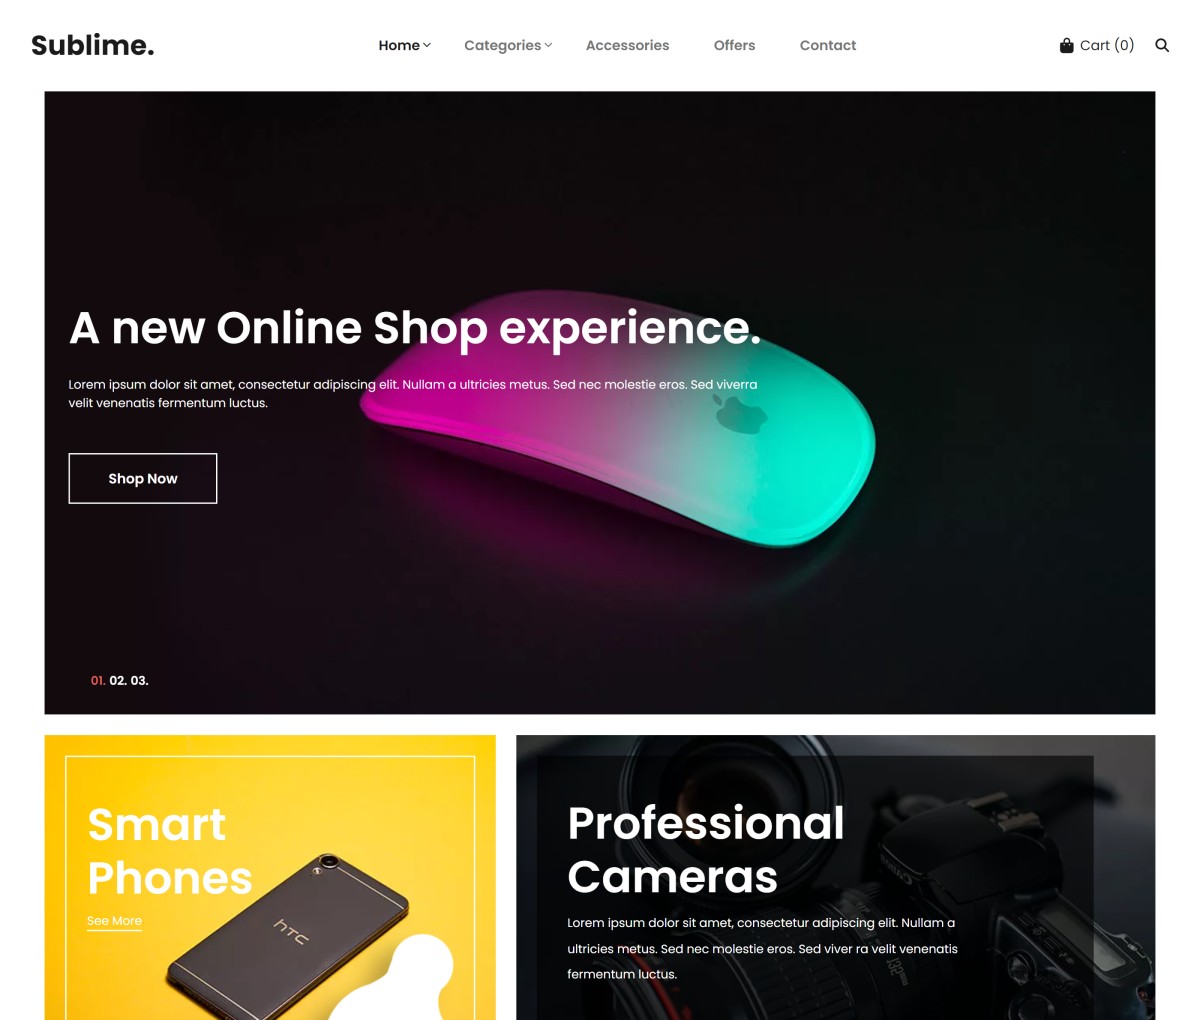 Sublime.
Home
Categories
Accessories
Offers
Contact
Cart (0)
A new Online Shop experience.
Lorem ipsum dolor sit amet, consectetur adipiscing elit. Nullam a ultricies metus. Sed nec molestie eros. Sed viverra
velit venenatis fermentum luctus.
Shop Now
01. 02. 03.
Smart
Phones
See More
hTC
Professional
Cameras
Lorem ipsum dolor sit amet, consectetur adipiscing elit. Nullam a
ultricies metus. Sed nec molestie eros. Sed viver ra velit venenatis
fermentum luctus.
Canon